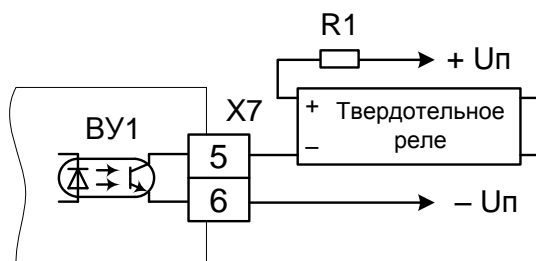 R1
+ Uп
X7
ВУ1
+ Твердотельное
– реле
5
6
– Uп